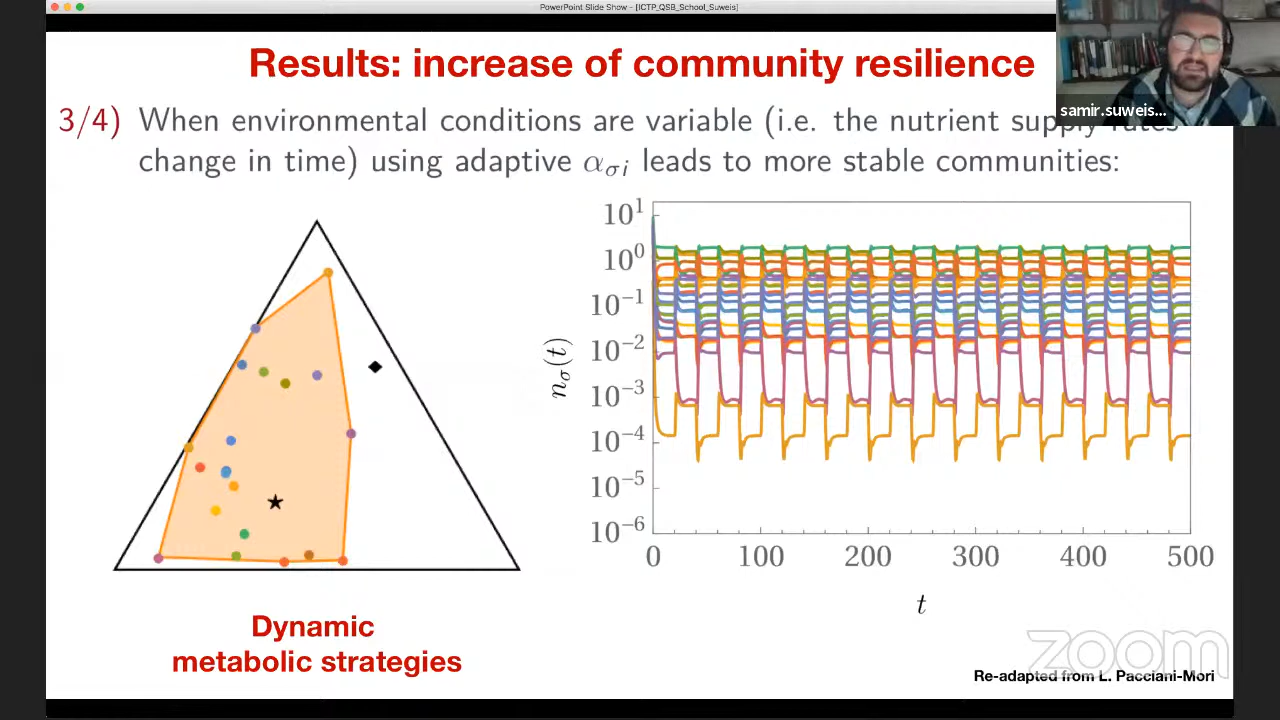 PowerPoint Slide Show - [ICTP_QSB_School_Suweis]
Results: increase of community resilience
samir.suweis...
3/4) When environmental conditions are variable (i.e. the nutrient supply rates
change in time) using adaptive α_σi leads to more stable communities:
n_σ(t)
10^1
10^0
10^-1
10^-2
10^-3
10^-4
10^-5
10^-6
0 100 200 300 400 500
t
Dynamic
metabolic strategies
zoom
Re-adapted from L. Pacciani-Mori